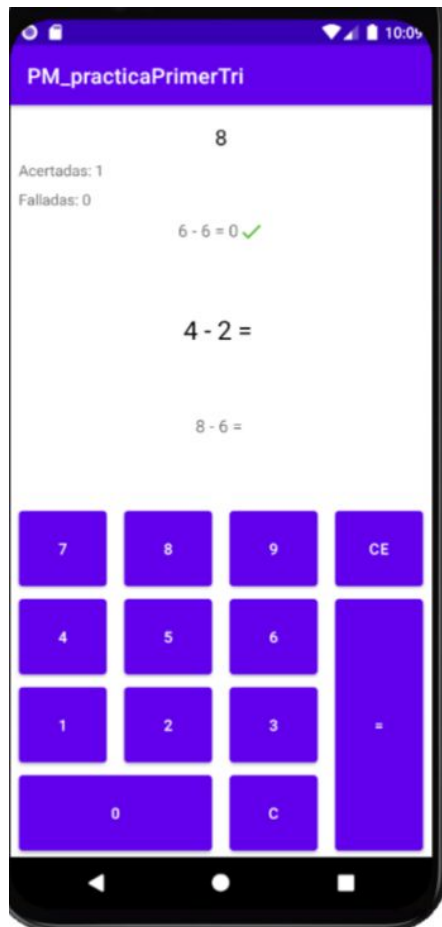 10:09
PM_practicaPrimerTri
8
Acertadas: 1
Falladas: 0
6 - 6 = 0
4 - 2 =
8 - 6 =
7 8 9 CE
4 5 6
1 2 3 =
0 C